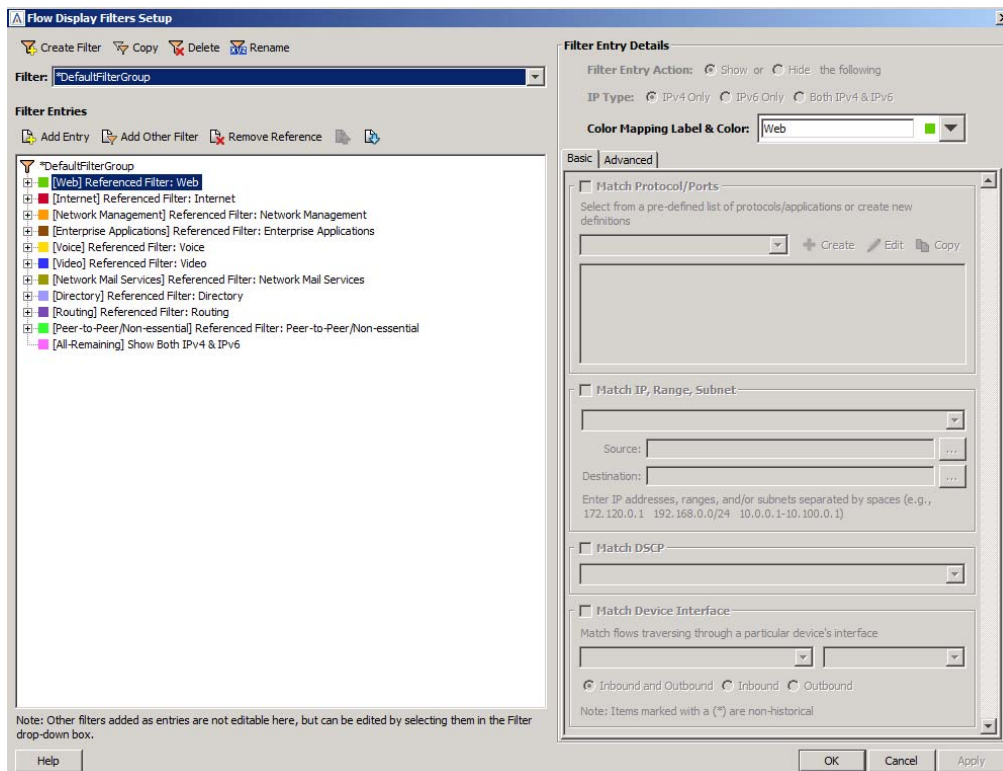 Flow Display Filters Setup
Create Filter Copy Delete Rename
Filter: *DefaultFilterGroup
Filter Entries
Add Entry Add Other Filter Remove Reference
*DefaultFilterGroup
[Web] Referenced Filter: Web
[Internet] Referenced Filter: Internet
[Network Management] Referenced Filter: Network Management
[Enterprise Applications] Referenced Filter: Enterprise Applications
[Voice] Referenced Filter: Voice
[Video] Referenced Filter: Video
[Network Mail Services] Referenced Filter: Network Mail Services
[Directory] Referenced Filter: Directory
[Routing] Referenced Filter: Routing
[Peer-to-Peer/Non-essential] Referenced Filter: Peer-to-Peer/Non-essential
[All-Remaining] Show Both IPv4 & IPv6
Note: Other filters added as entries are not editable here, but can be edited by selecting them in the Filter
drop-down box.
Filter Entry Details
Filter Entry Action: Show or Hide the following
IP Type: IPv4 Only IPv6 Only Both IPv4 & IPv6
Color Mapping Label & Color: Web
Basic Advanced
Match Protocol/Ports
Select from a pre-defined list of protocols/applications or create new
definitions
Create Edit Copy
Match IP, Range, Subnet
Source: ...
Destination: ...
Enter IP addresses, ranges, and/or subnets separated by spaces (e.g.,
172.120.0.1 192.168.0.0/24 10.0.0.1-10.100.0.1)
Match DSCP
Match Device Interface
Match flows traversing through a particular device's interface
Inbound and Outbound Inbound Outbound
Note: Items marked with a (*) are non-historical
Help OK Cancel Apply